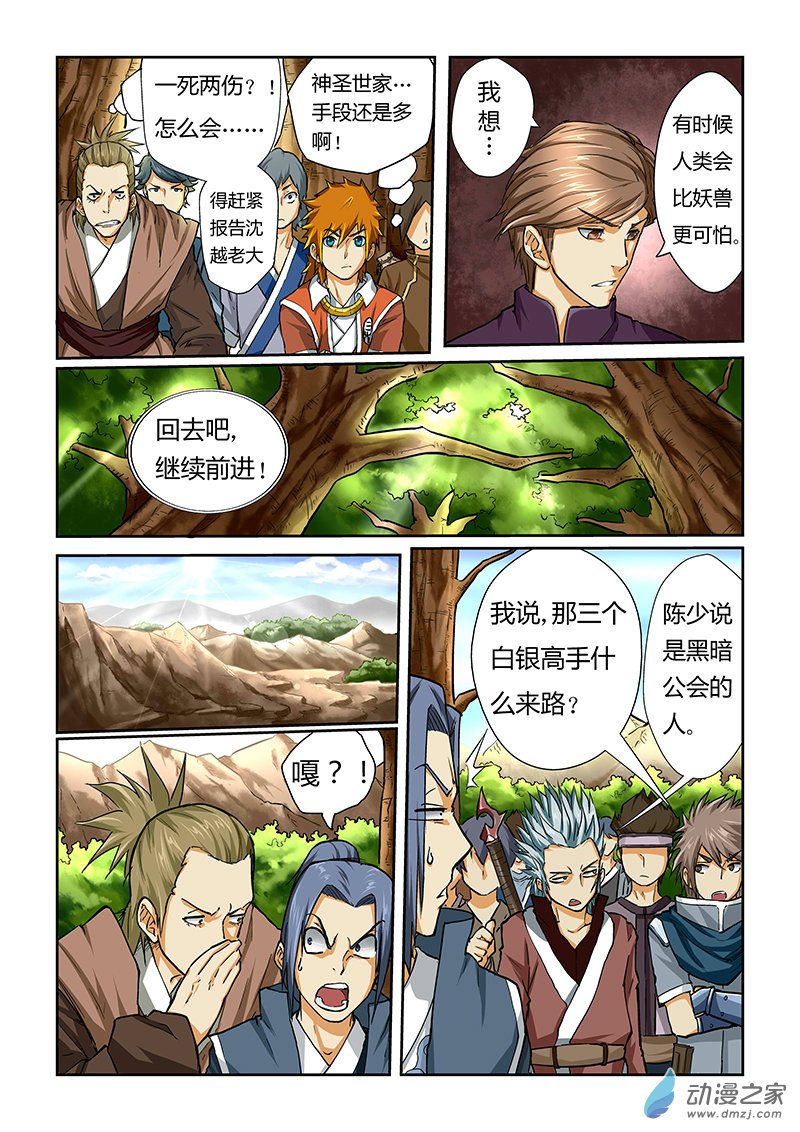 一死两伤？！
怎么会……
得赶紧
报告沈
越老大
神圣世家…
手段还是多
啊！
我
想
…
有时候
人类会
比妖兽
更可怕。
回去吧，
继续前进！
嘎？！
我说，那三个
白银高手什
么来路？
陈少说
是黑暗
公会的
人。
动漫之家
www.dmzj.com